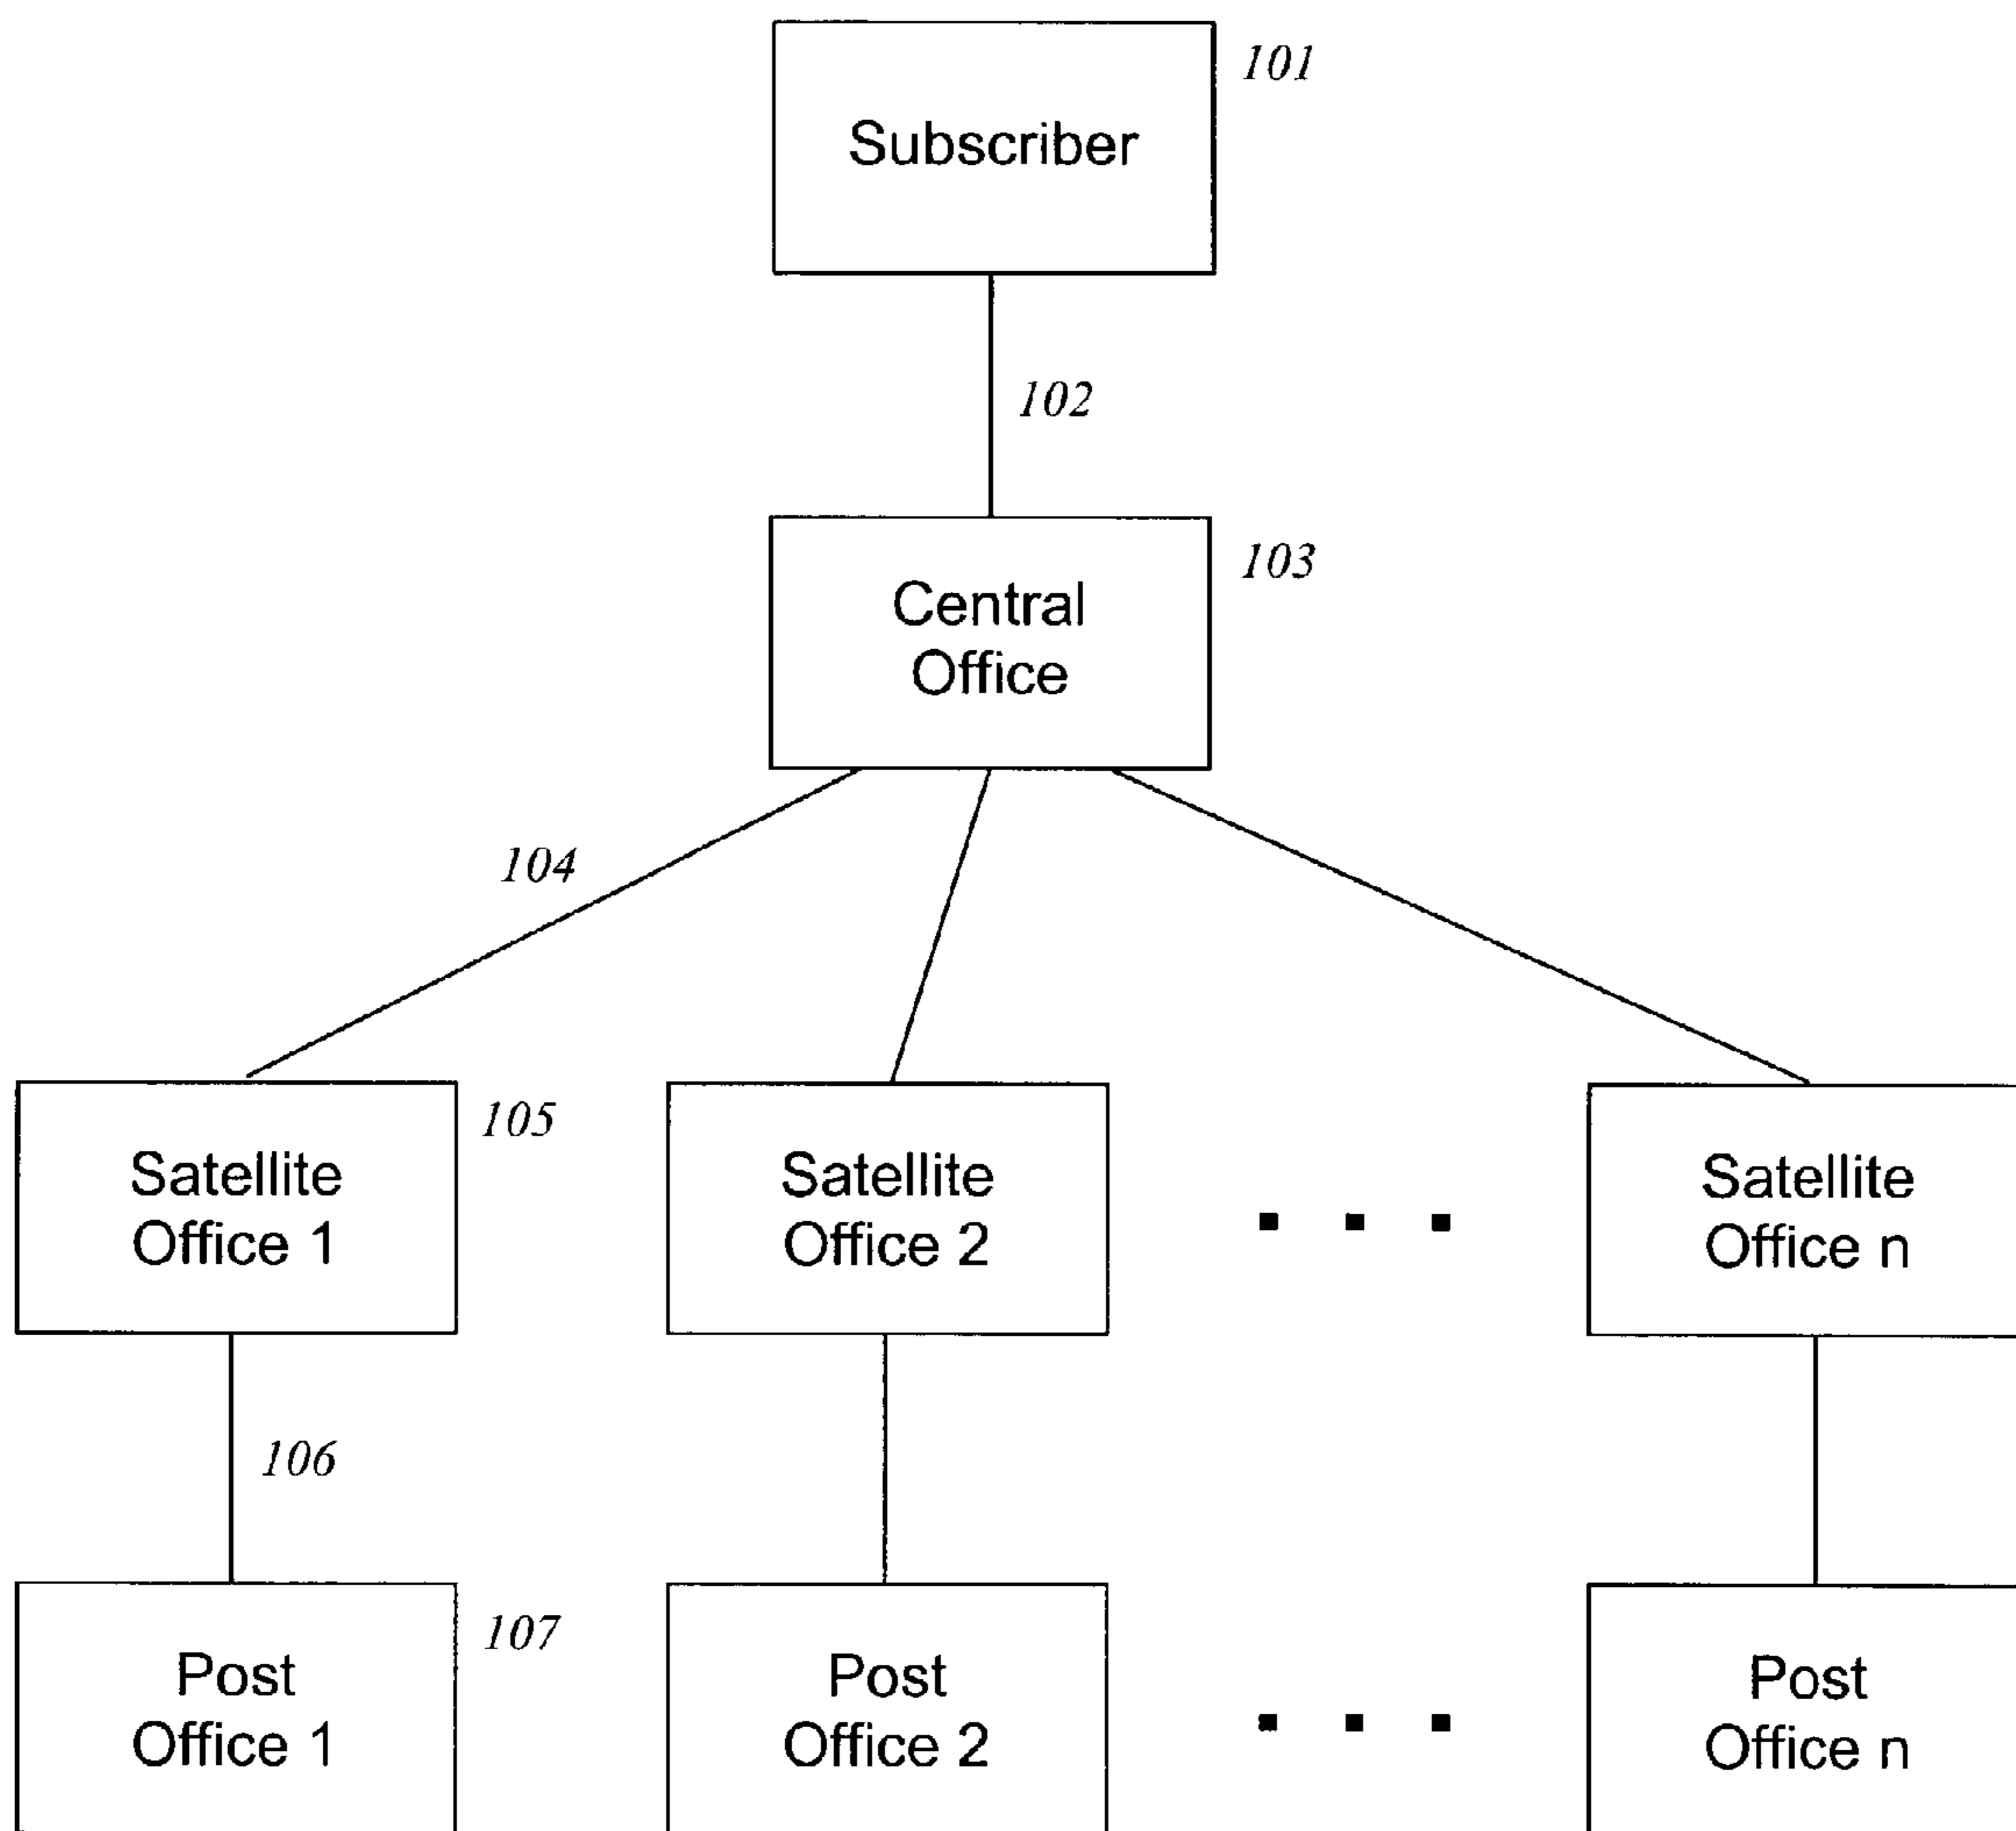 101
Subscriber
102
103
Central
Office
104
105
Satellite
Office 1
Satellite
Office 2
Satellite
Office n
106
107
Post
Office 1
Post
Office 2
Post
Office n